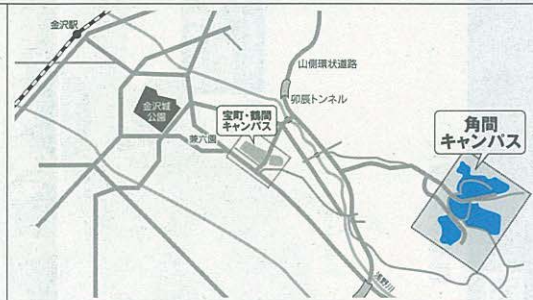 金沢駅
山側環状道路
金沢城
公園
卯辰トンネル
宝町・鶴間
キャンパス
兼六園
角間
キャンパス
浅野川